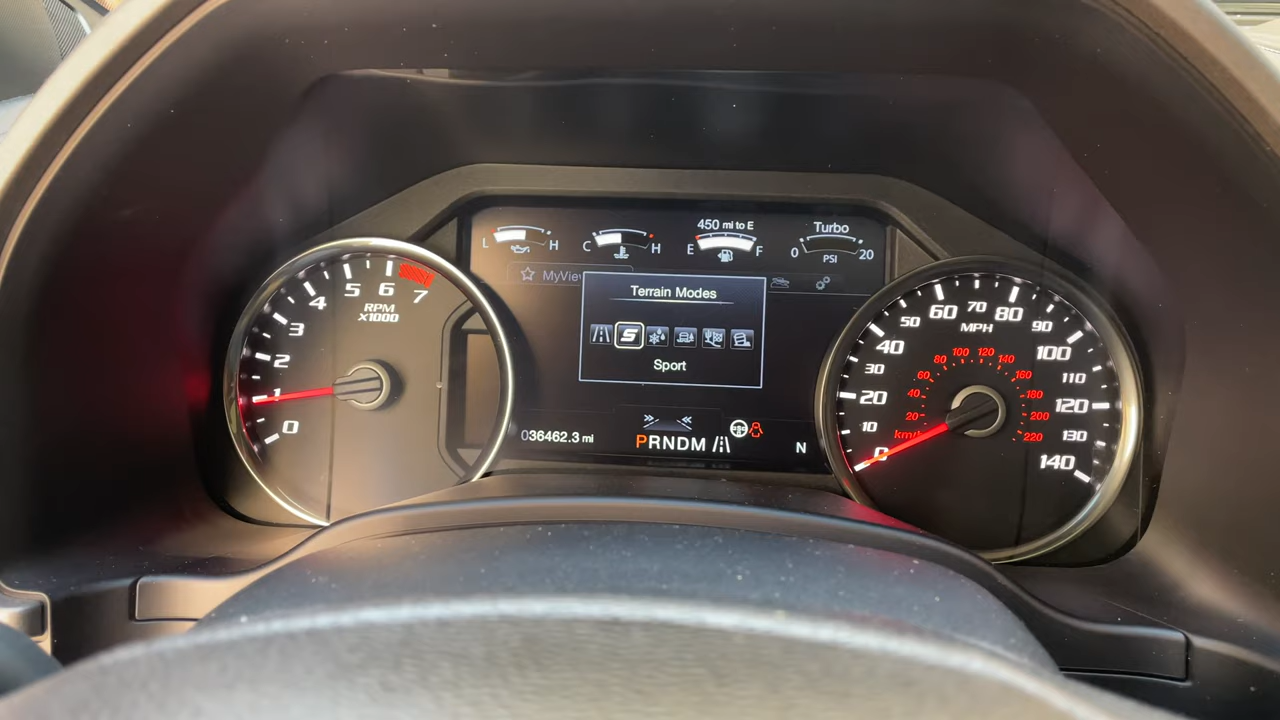 450 mi to E
Turbo
L H
C H
E F
0 20
PSI
MyView
Terrain Modes
S
Sport
036462.3 mi
PRNDM
N
0 1 2 3 4 5 6 7
RPM
x1000
0 10 20 30 40 50 60 70 80 90 100 110 120 130 140
MPH
20 40 60 80 100 120 140 160 180 200 220
km/h